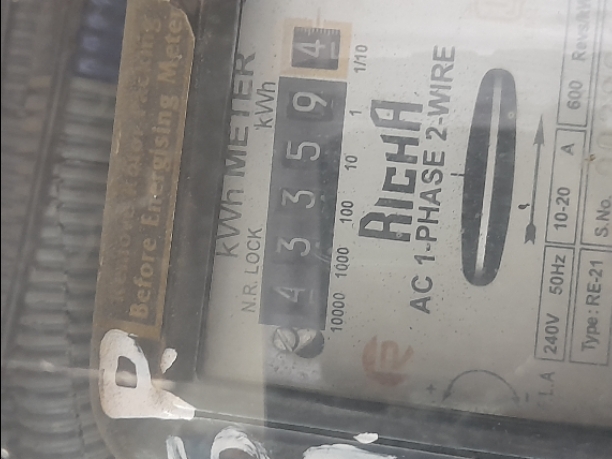 Before Energising Meter
kWh METER
N.R. LOCK
kWh
4 3 3 5 9 4
10000 1000 100 10 1 1/10
RICHA
AC 1-PHASE 2-WIRE
240V 50Hz 10-20 A 600
Type: RE-21 S.No.